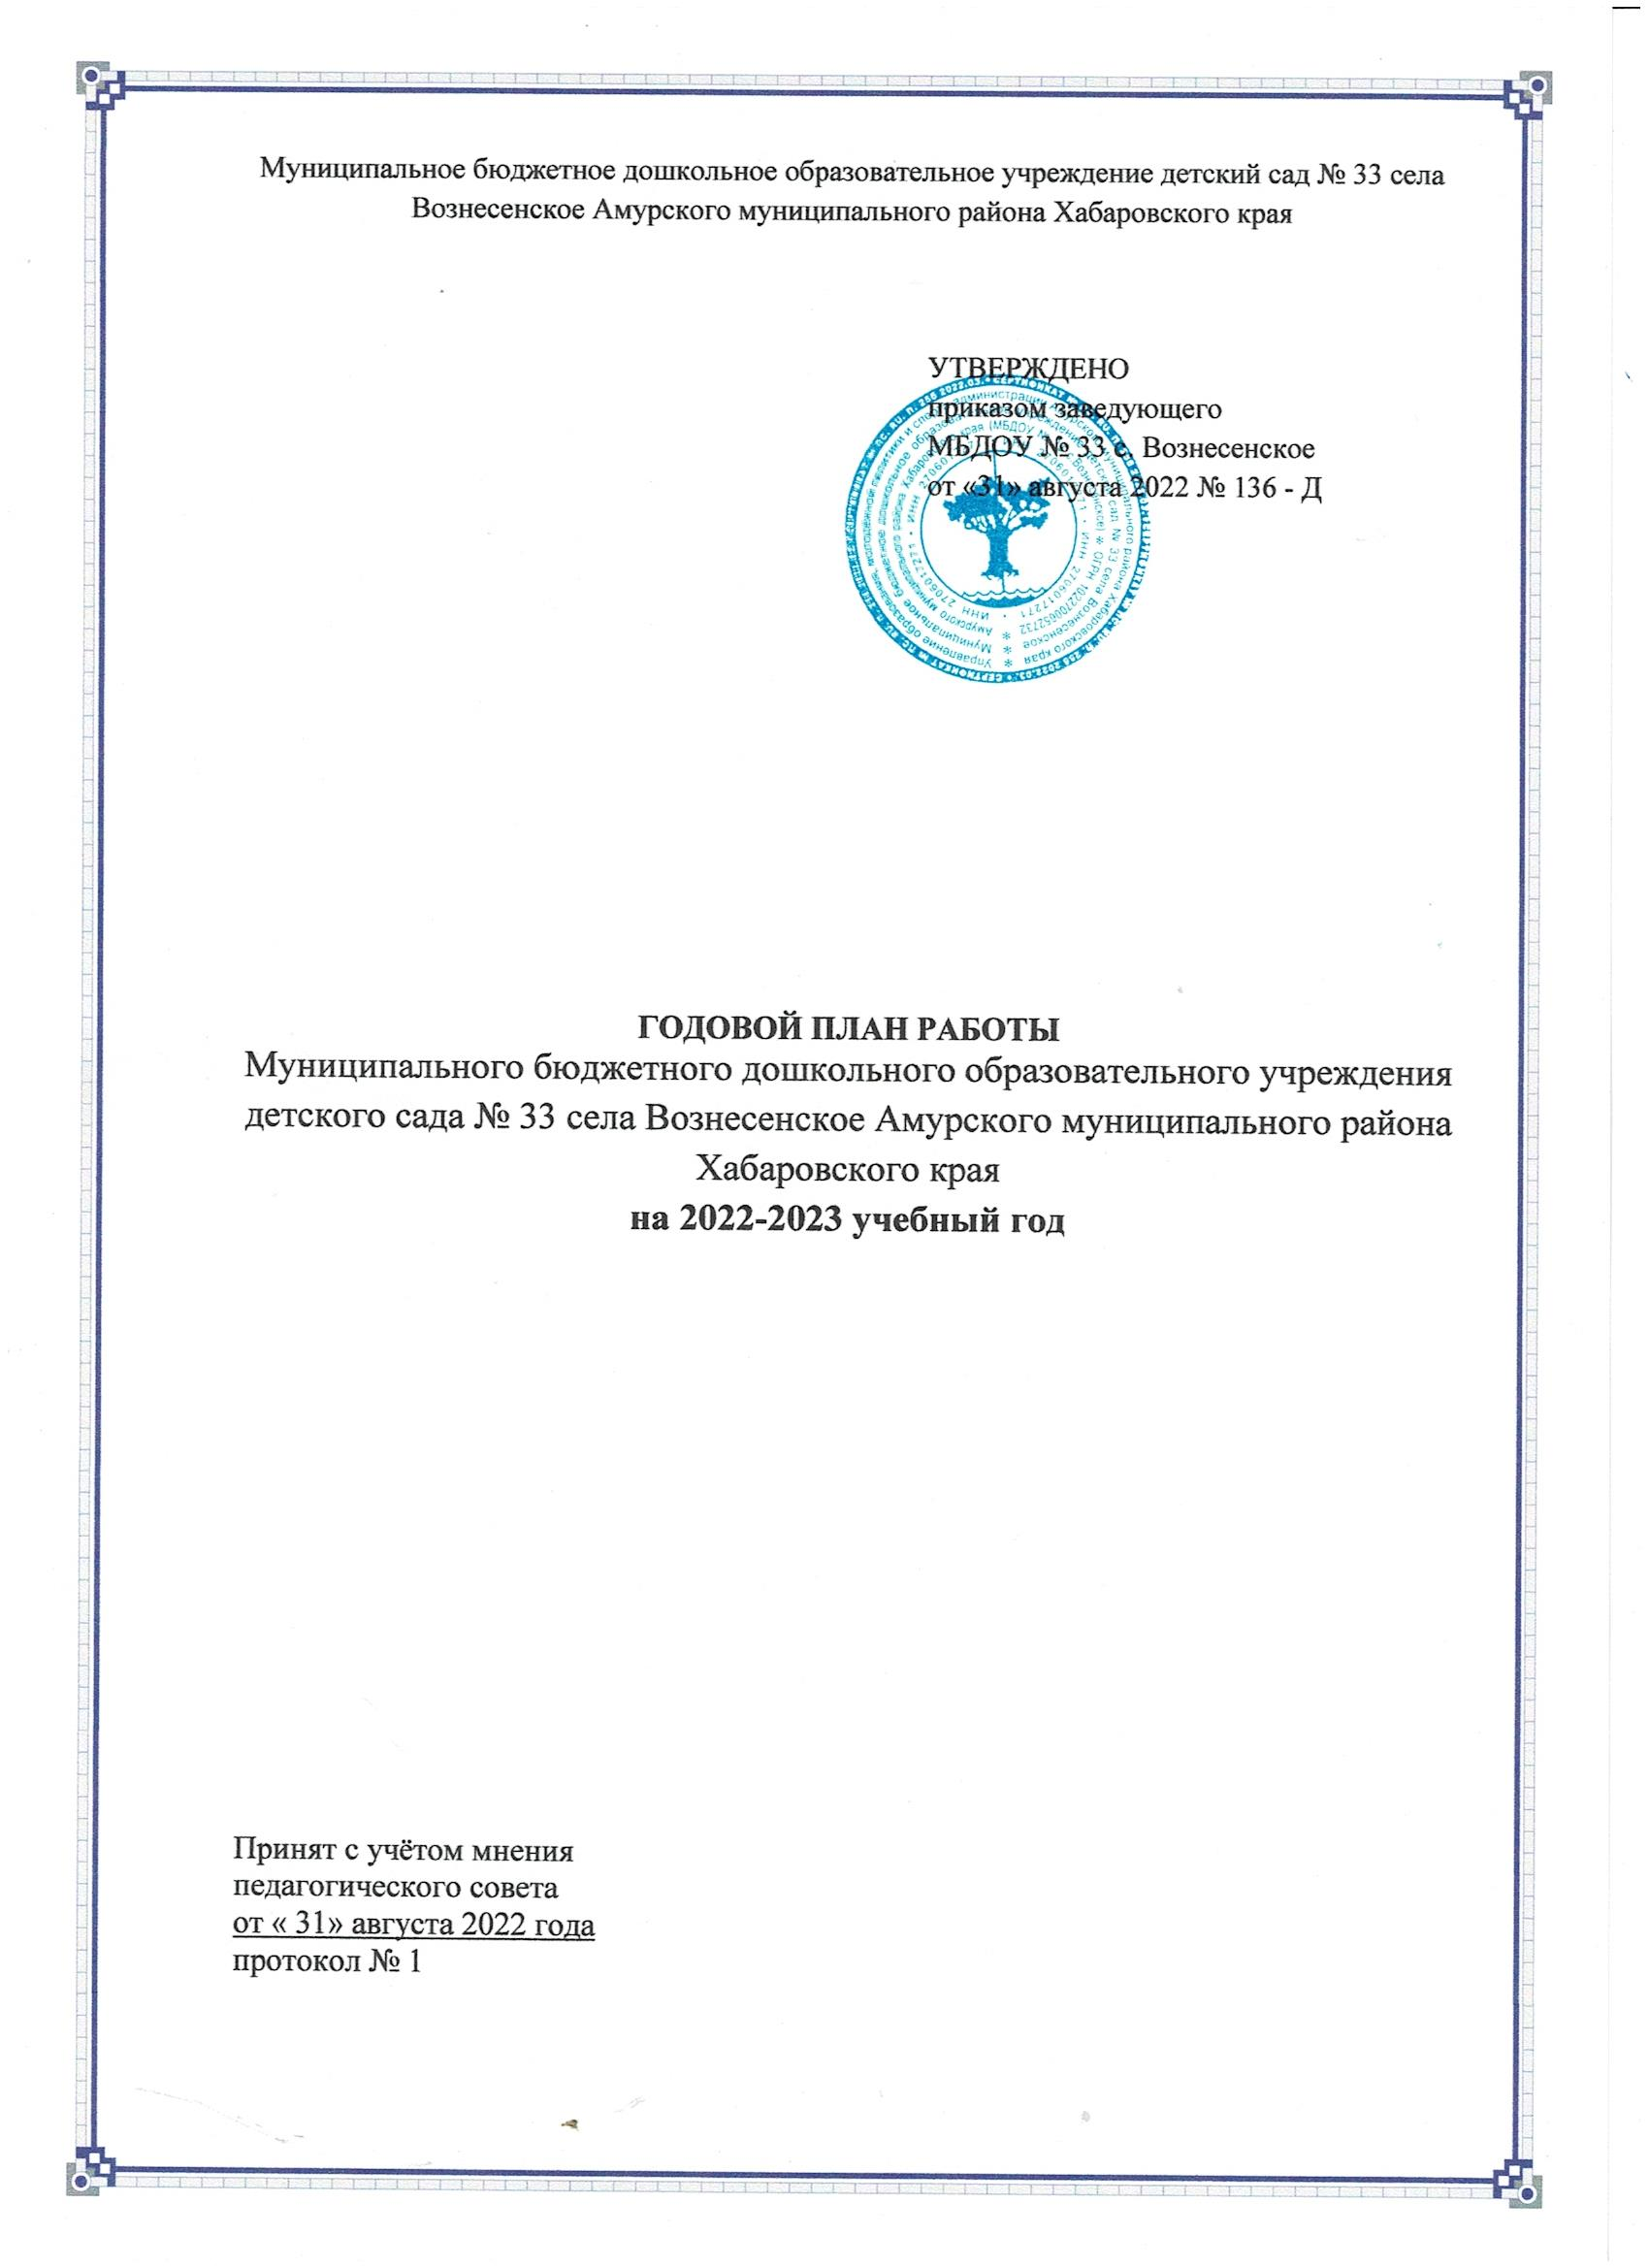 Муниципальное бюджетное дошкольное образовательное учреждение детский сад № 33 села
Вознесенское Амурского муниципального района Хабаровского края
УТВЕРЖДЕНО
приказом заведующего
МБДОУ № 33 с. Вознесенское
от «31» августа 2022 № 136 - Д
ГОДОВОЙ ПЛАН РАБОТЫ
Муниципального бюджетного дошкольного образовательного учреждения
детского сада № 33 села Вознесенское Амурского муниципального района
Хабаровского края
на 2022-2023 учебный год
Принят с учётом мнения
педагогического совета
от « 31» августа 2022 года
протокол № 1